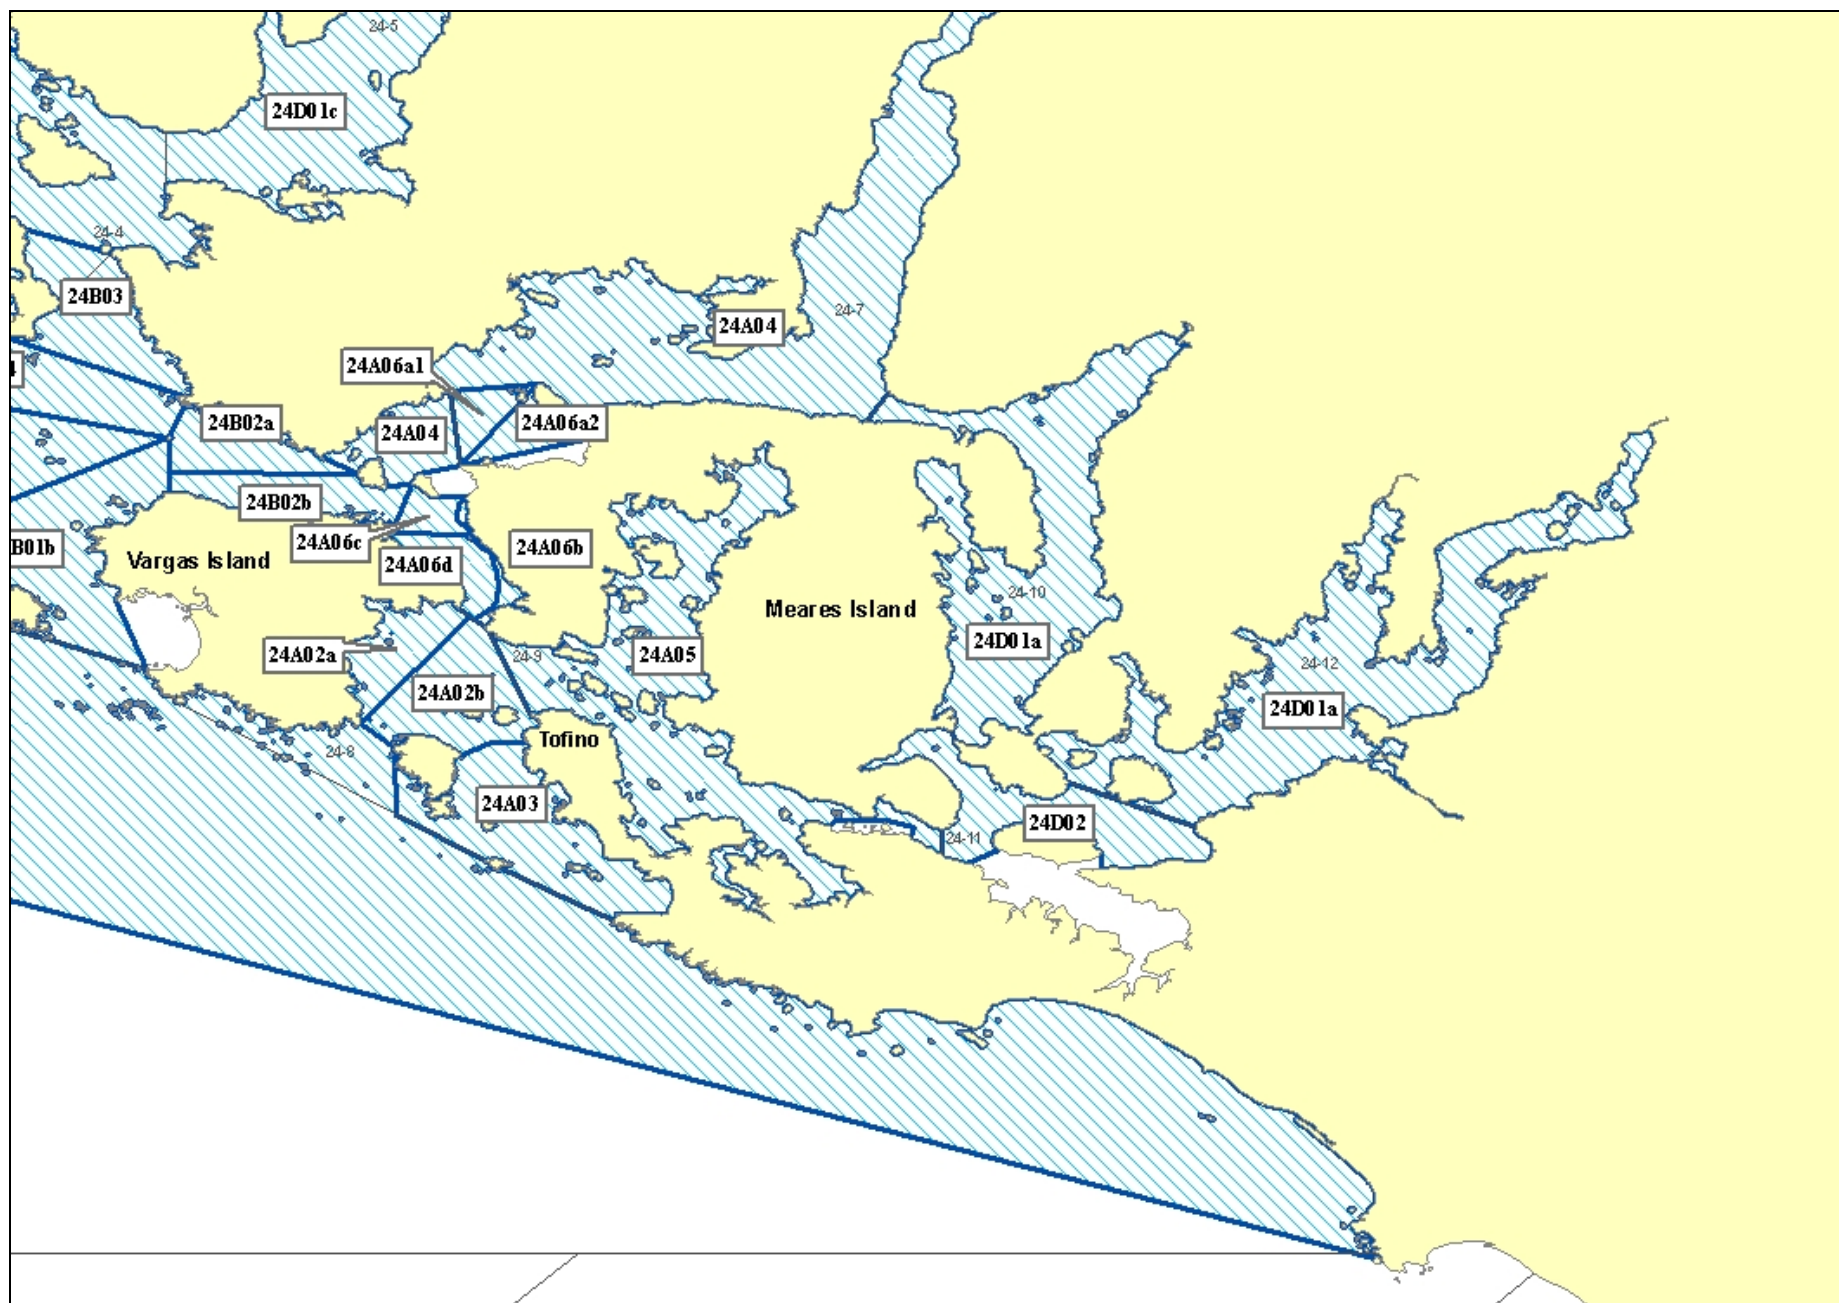 24-5
24D01c
24-4
24B03
24-7
24A04
24A06a1
24B02a
24A04
24A06a2
24B02b
24A06c
B01b
24A06b
Vargas Island
24A06d
24-10
Meares Island
24D01a
24A02a
24-9
24A05
24-12
24A02b
24D01a
Tofino
24-8
24A03
24D02
24-11